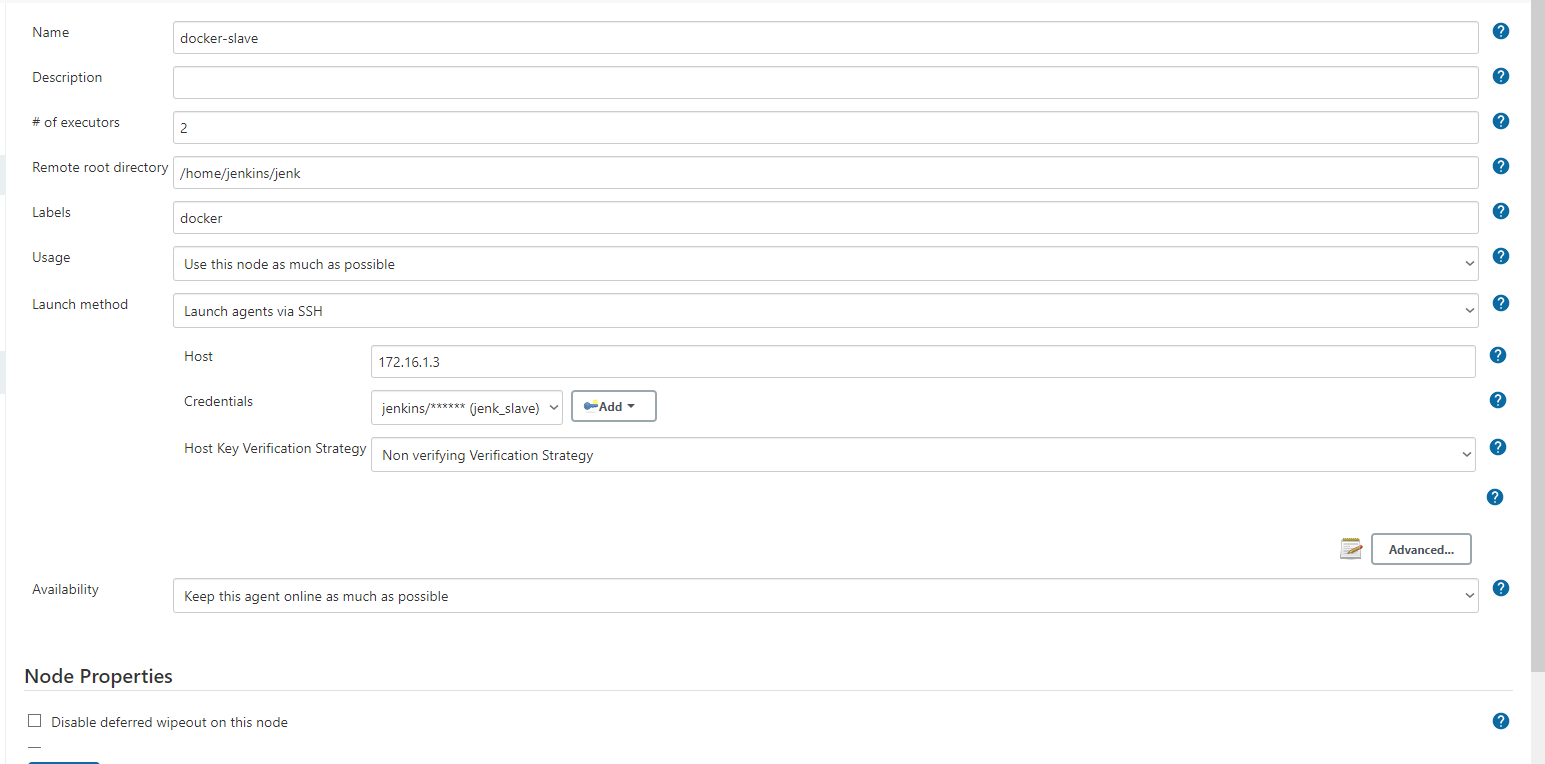 Name
docker-slave
Description
# of executors
2
Remote root directory
/home/jenkins/jenk
Labels
docker
Usage
Use this node as much as possible
Launch method
Launch agents via SSH
Host
172.16.1.3
Credentials
jenkins/****** (jenk_slave)
Add
Host Key Verification Strategy
Non verifying Verification Strategy
Advanced...
Availability
Keep this agent online as much as possible
Node Properties
Disable deferred wipeout on this node